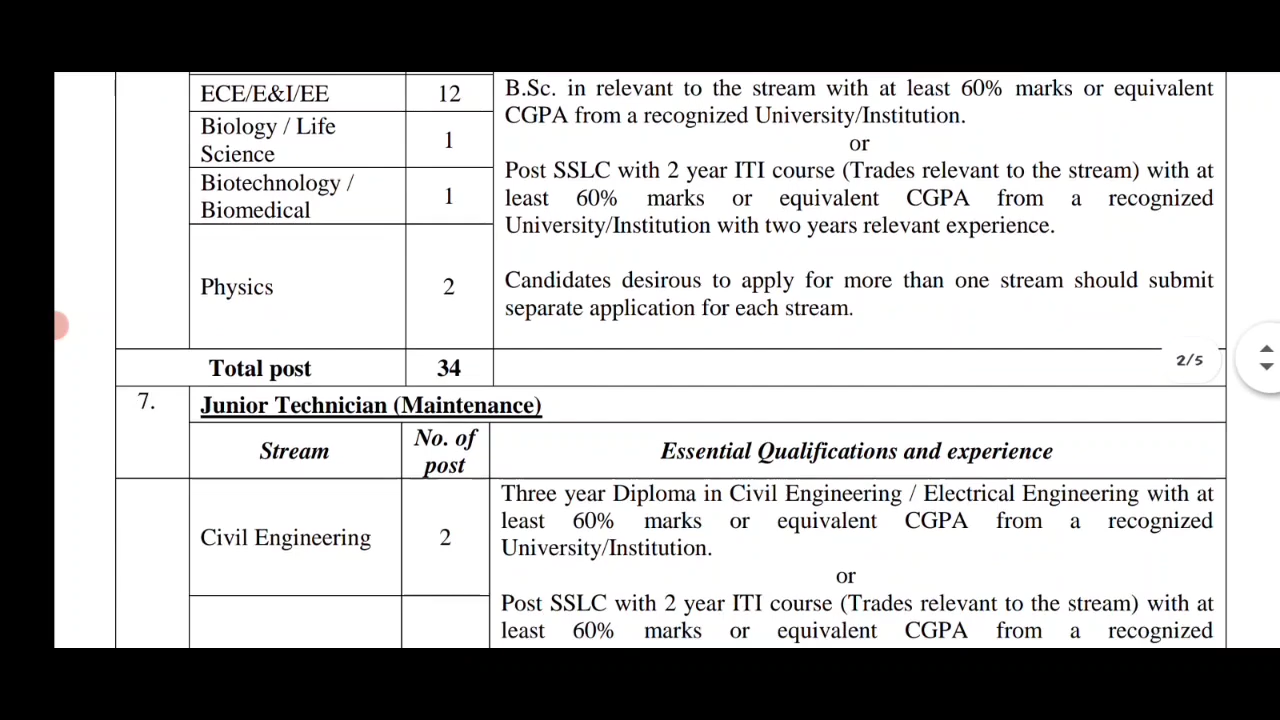 ECE/E&I/EE 12
Biology / Life
Science 1
Biotechnology /
Biomedical 1
Physics 2
B.Sc. in relevant to the stream with at least 60% marks or equivalent
CGPA from a recognized University/Institution.
or
Post SSLC with 2 year ITI course (Trades relevant to the stream) with at
least 60% marks or equivalent CGPA from a recognized
University/Institution with two years relevant experience.
Candidates desirous to apply for more than one stream should submit
separate application for each stream.
Total post 34
2/5
7. Junior Technician (Maintenance)
Stream
No. of
post
Essential Qualifications and experience
Civil Engineering 2
Three year Diploma in Civil Engineering / Electrical Engineering with at
least 60% marks or equivalent CGPA from a recognized
University/Institution.
or
Post SSLC with 2 year ITI course (Trades relevant to the stream) with at
least 60% marks or equivalent CGPA from a recognized